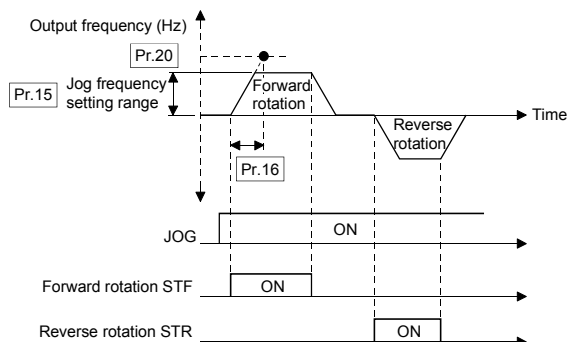 Output frequency (Hz)
Pr.20
Pr.15
Jog frequency
setting range
Forward
rotation
Time
Reverse
rotation
Pr.16
JOG
ON
Forward rotation STF
ON
Reverse rotation STR
ON